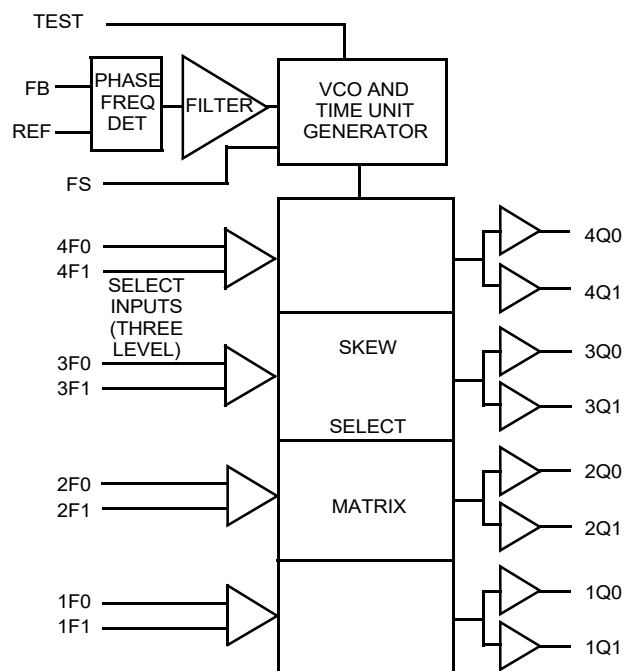 TEST
FB
REF
PHASE
FREQ
DET
FILTER
VCO AND
TIME UNIT
GENERATOR
FS
4F0
4F1
SELECT
INPUTS
(THREE
LEVEL)
3F0
3F1
2F0
2F1
1F0
1F1
SKEW
SELECT
MATRIX
4Q0
4Q1
3Q0
3Q1
2Q0
2Q1
1Q0
1Q1